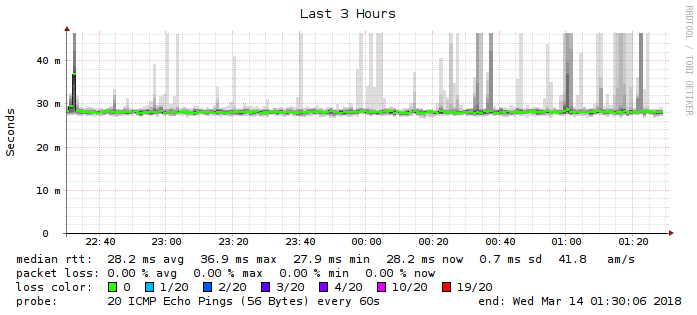 Last 3 Hours
RRDTOOL / TOBI OETIKER
Seconds
40 m
30 m
20 m
10 m
0
22:40 23:00 23:20 23:40 00:00 00:20 00:40 01:00 01:20
median rtt: 28.2 ms avg 36.9 ms max 27.9 ms min 28.2 ms now 0.7 ms sd 41.8 am/s
packet loss: 0.00 % avg 0.00 % max 0.00 % min 0.00 % now
loss color: 0 1/20 2/20 3/20 4/20 10/20 19/20
probe: 20 ICMP Echo Pings (56 Bytes) every 60s end: Wed Mar 14 01:30:06 2018